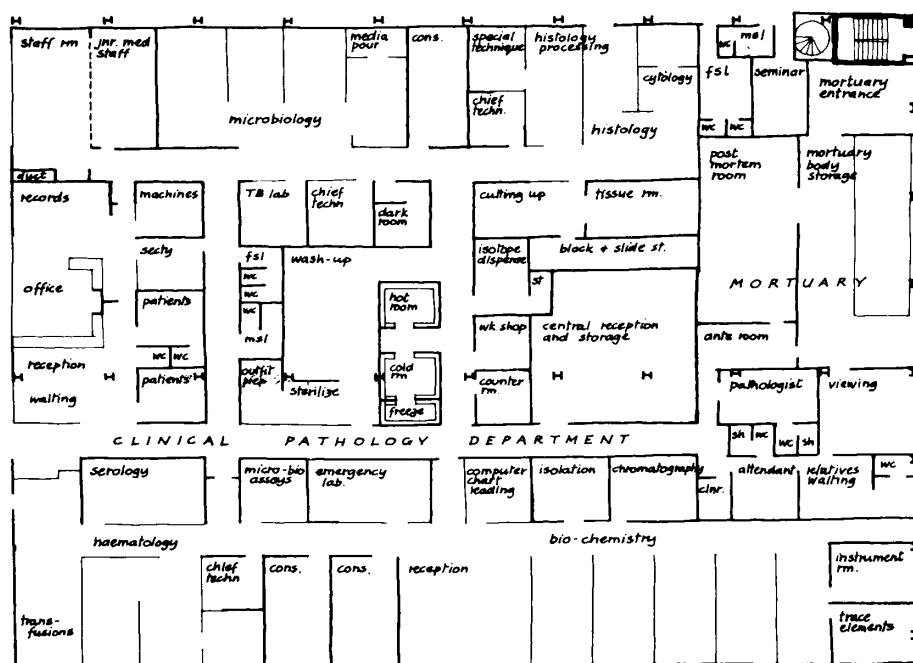 staff rm
jnr. med
staff
media
pour
cons.
special
technique
histology
processing
wc
msl
cytology
fsl
seminar
mortuary
entrance
chief
techn.
microbiology
histology
wc
wc
post
mortem
room
mortuary
body
storage
duct
records
machines
TB lab
chief
techn
dark
room
cutting up
tissue rm.
secty
fsl
wash-up
isotope
dispense
block & slide st.
wc
wc
st
office
patients
hot
room
MORTUARY
wc
msl
wk shop
central reception
and storage
ante room
reception
wc
wc
waiting
patients'
outfit
prep
sterilize
cold
rm
freeze
counter
rm.
pathologist
viewing
sh
wc
wc
sh
CLINICAL PATHOLOGY DEPARTMENT
serology
micro-bio
assays
emergency
lab.
computer
chart
reading
isolation
chromatography
clnr.
attendant
relatives
waiting
wc
haematology
bio-chemistry
chief
techn
cons.
cons.
reception
instrument
rm.
trans-
fusions
trace
elements